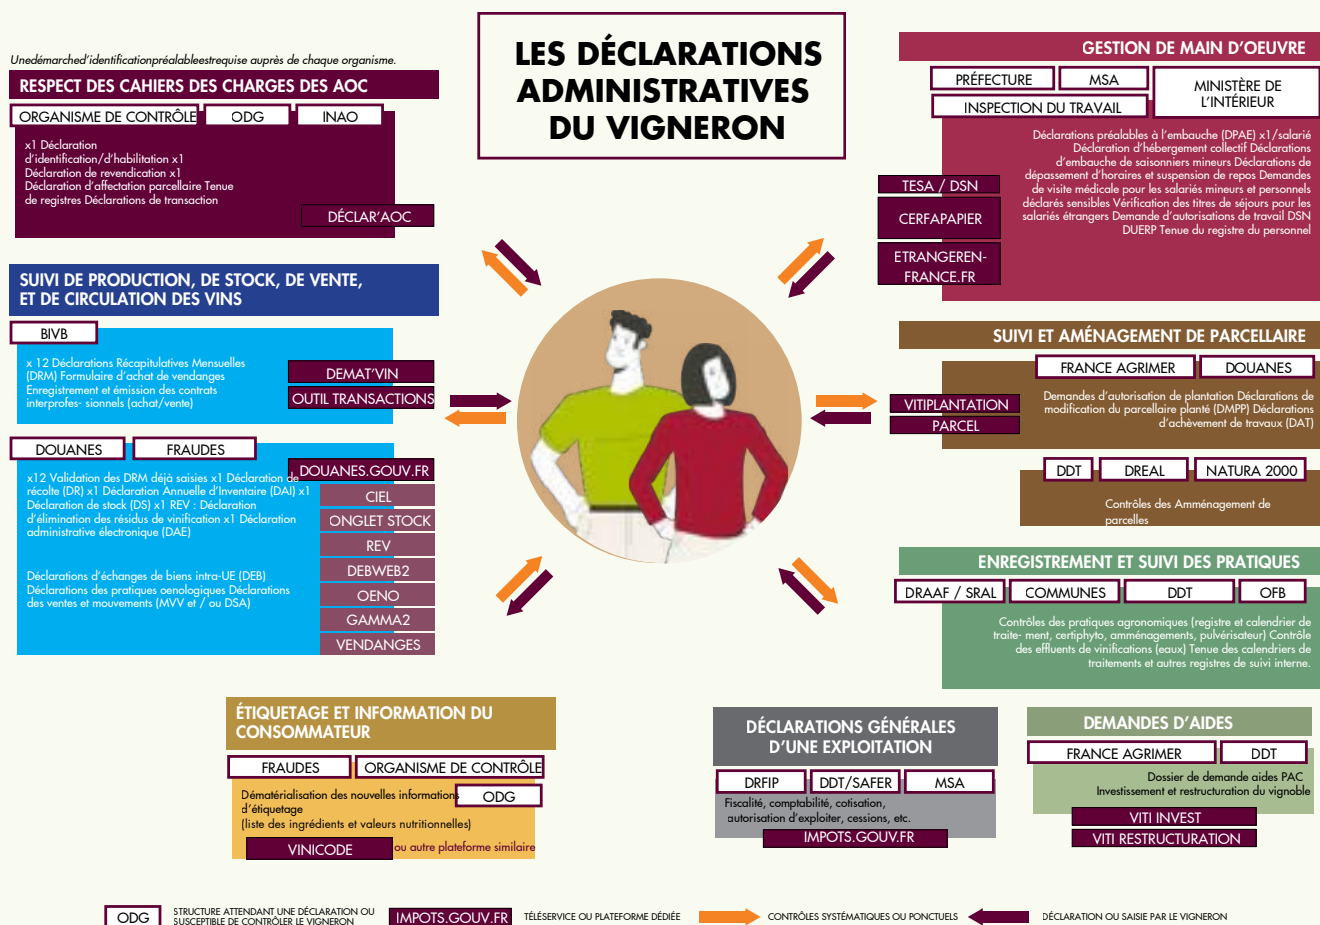 LES DÉCLARATIONS
ADMINISTRATIVES
DU VIGNERON
Unedémarched'identificationpréalableestrequise auprès de chaque organisme.
RESPECT DES CAHIERS DES CHARGES DES AOC
ORGANISME DE CONTRÔLE
ODG
INAO
x1 Déclaration
d'identification/d'habilitation x1
Déclaration de revendication x1
Déclaration d'affectation parcellaire Tenue
de registres Déclarations de transaction
DÉCLAR'AOC
SUIVI DE PRODUCTION, DE STOCK, DE VENTE,
ET DE CIRCULATION DES VINS
BIVB
x 12 Déclarations Récapitulatives Mensuelles
(DRM) Formulaire d'achat de vendanges
Enregistrement et émission des contrats
interprofes- sionnels (achat/vente)
DEMAT'VIN
OUTIL TRANSACTIONS
DOUANES
FRAUDES
x12 Validation des DRM déjà saisies x1 Déclaration de
récolte (DR) x1 Déclaration Annuelle d'Inventaire (DAI) x1
Déclaration de stock (DS) x1 REV : Déclaration
d'élimination des résidus de vinification x1 Déclaration
administrative électronique (DAE)
Déclarations d'échanges de biens intra-UE (DEB)
Déclarations des pratiques oenologiques Déclarations
des ventes et mouvements (MVV et / ou DSA)
DOUANES.GOUV.FR
CIEL
ONGLET STOCK
REV
DEBWEB2
OENO
GAMMA2
VENDANGES
GESTION DE MAIN D'OEUVRE
PRÉFECTURE
MSA
MINISTÈRE DE
L'INTÉRIEUR
INSPECTION DU TRAVAIL
Déclarations préalables à l'embauche (DPAE) x1/salarié
Déclaration d'hébergement collectif Déclarations
d'embauche de saisonniers mineurs Déclarations de
dépassement d'horaires et suspension de repos Demandes
de visite médicale pour les salariés mineurs et personnels
déclarés sensibles Vérification des titres de séjours pour les
salariés étrangers Demande d'autorisations de travail DSN
DUERP Tenue du registre du personnel
TESA / DSN
CERFAPAPIER
ETRANGEREN-
FRANCE.FR
SUIVI ET AMÉNAGEMENT DE PARCELLAIRE
FRANCE AGRIMER
DOUANES
Demandes d'autorisation de plantation Déclarations de
modification du parcellaire planté (DMPP) Déclarations
d'achèvement de travaux (DAT)
VITIPLANTATION
PARCEL
DDT
DREAL
NATURA 2000
Contrôles des Amménagement de
parcelles
ENREGISTREMENT ET SUIVI DES PRATIQUES
DRAAF / SRAL
COMMUNES
DDT
OFB
Contrôles des pratiques agronomiques (registre et calendrier de
traite- ment, certiphyto, amménagements, pulvérisateur) Contrôle
des effluents de vinifications (eaux) Tenue des calendriers de
traitements et autres registres de suivi interne.
ÉTIQUETAGE ET INFORMATION DU
CONSOMMATEUR
FRAUDES
ORGANISME DE CONTRÔLE
ODG
Dématérialisation des nouvelles informations
d'étiquetage
(liste des ingrédients et valeurs nutritionnelles)
VINICODE
ou autre plateforme similaire
DÉCLARATIONS GÉNÉRALES
D'UNE EXPLOITATION
DRFIP
DDT/SAFER
MSA
Fiscalité, comptabilité, cotisation,
autorisation d'exploiter, cessions, etc.
IMPOTS.GOUV.FR
DEMANDES D'AIDES
FRANCE AGRIMER
DDT
Dossier de demande aides PAC
Investissement et restructuration du vignoble
VITI INVEST
VITI RESTRUCTURATION
ODG
STRUCTURE ATTENDANT UNE DÉCLARATION OU
SUSCEPTIBLE DE CONTRÔLER LE VIGNERON
IMPOTS.GOUV.FR
TÉLÉSERVICE OU PLATEFORME DÉDIÉE
CONTRÔLES SYSTÉMATIQUES OU PONCTUELS
DÉCLARATION OU SAISIE PAR LE VIGNERON